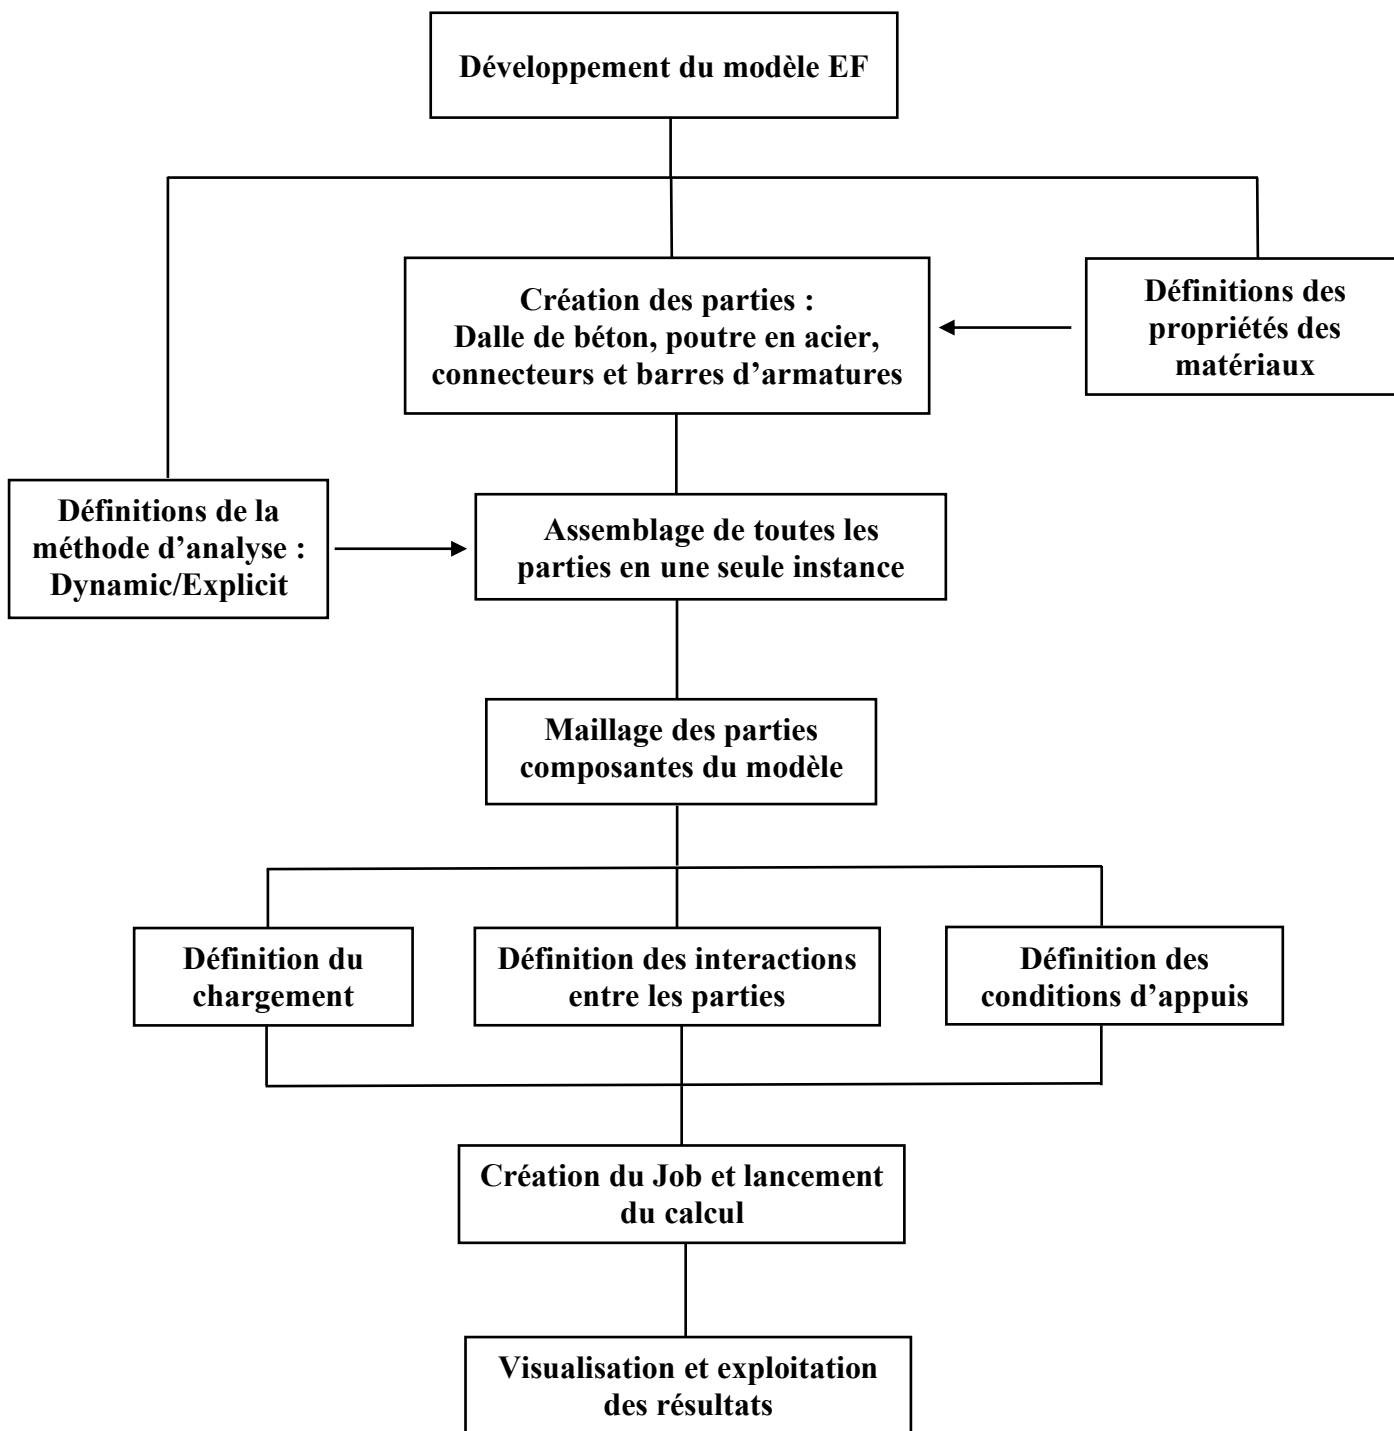 Développement du modèle EF
Création des parties :
Dalle de béton, poutre en acier,
connecteurs et barres d’armatures
Définitions des
propriétés des
matériaux
Définitions de la
méthode d’analyse :
Dynamic/Explicit
Assemblage de toutes les
parties en une seule instance
Maillage des parties
composantes du modèle
Définition du
chargement
Définition des interactions
entre les parties
Définition des
conditions d’appuis
Création du Job et lancement
du calcul
Visualisation et exploitation
des résultats